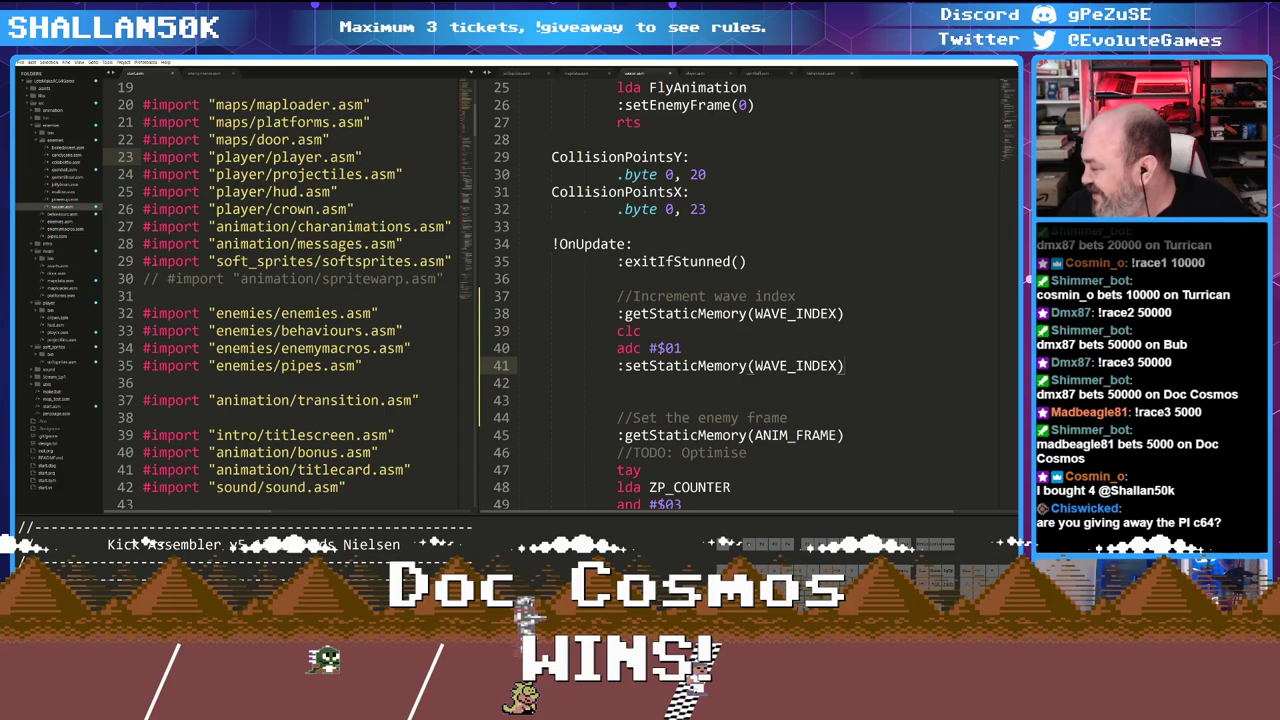 SHALLAN50K
Maximum 3 tickets, !giveaway to see rules.
Discord gPeZuSE
Twitter @EvoluteGames
FOLDERS
19
20 #import "maps/maploader.asm"
21 #import "maps/platforms.asm"
22 #import "maps/door.asm"
23 #import "player/player.asm"
24 #import "player/projectiles.asm"
25 #import "player/hud.asm"
26 #import "player/crown.asm"
27 #import "animation/charanimations.asm"
28 #import "animation/messages.asm"
29 #import "soft_sprites/softsprites.asm"
30 // #import "animation/spritewarp.asm"
31
32 #import "enemies/enemies.asm"
33 #import "enemies/behaviours.asm"
34 #import "enemies/enemymacros.asm"
35 #import "enemies/pipes.asm"
36
37 #import "animation/transition.asm"
38
39 #import "intro/titlescreen.asm"
40 #import "animation/bonus.asm"
41 #import "animation/titlecard.asm"
42 #import "sound/sound.asm"
43
25 lda FlyAnimation
26 :setEnemyFrame(0)
27 rts
28
29 CollisionPointsY:
30 .byte 0, 20
31 CollisionPointsX:
32 .byte 0, 23
33
34 !OnUpdate:
35 :exitIfStunned()
36
37 //Increment wave index
38 :getStaticMemory(WAVE_INDEX)
39 clc
40 adc #$01
41 :setStaticMemory(WAVE_INDEX)
42
43
44 //Set the enemy frame
45 :getStaticMemory(ANIM_FRAME)
46 //TODO: Optimise
47 tay
48 lda ZP_COUNTER
49 and #$03
//------------------------------------------------------
Kick Assembler
Nielsen
Shimmer_bot:
dmx87 bets 20000 on Turrican
Cosmin_o: !race1 10000
Shimmer_bot:
cosmin_o bets 10000 on Turrican
Dmx87: !race2 50000
Shimmer_bot:
dmx87 bets 50000 on Bub
Dmx87: !race3 50000
Shimmer_bot:
dmx87 bets 50000 on Doc Cosmos
Madbeagle81: !race3 5000
Shimmer_bot:
madbeagle81 bets 5000 on Doc
Cosmos
Cosmin_o:
I bought 4 @Shallan50k
Chiswicked:
are you giving away the PI c64?
Doc Cosmos
WINS!